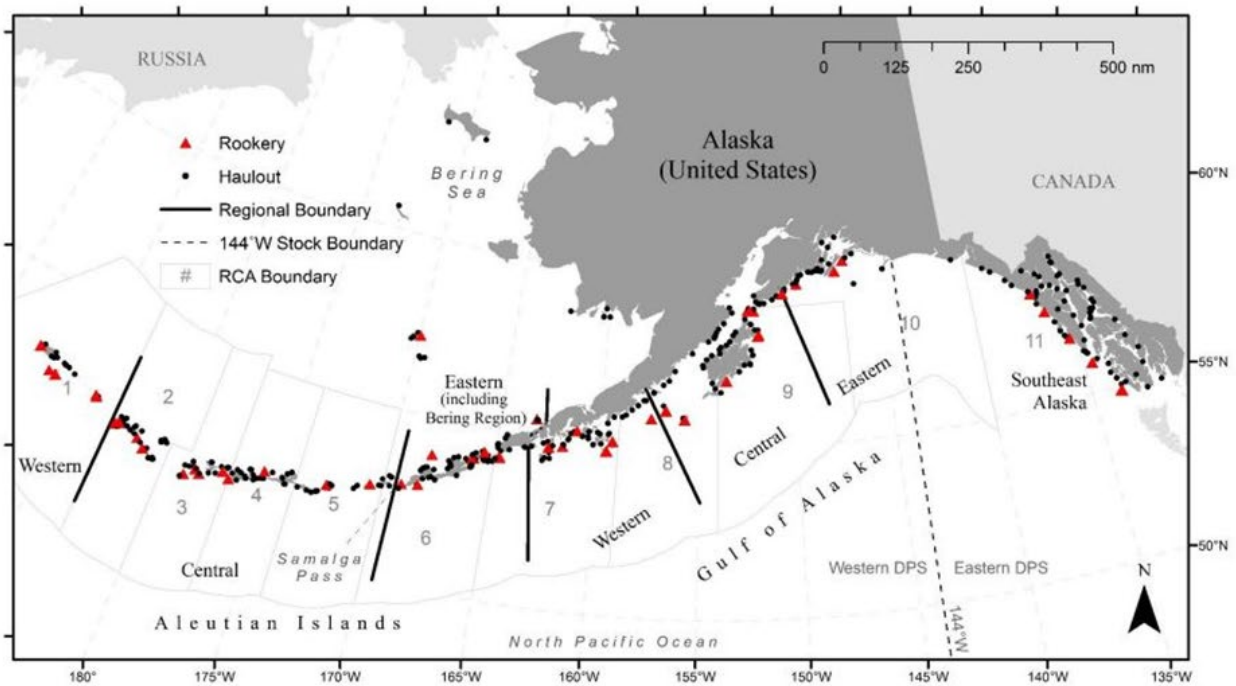 RUSSIA
Rookery
Haulout
Regional Boundary
144°W Stock Boundary
# RCA Boundary
Bering
Sea
Alaska
(United States)
CANADA
0 125 250 500 nm
60°N
55°N
50°N
1
2
3
4
5
6
7
8
9
10
11
Western
Central
Samalga
Pass
Aleutian Islands
Eastern
(including
Bering Region)
Western
Central
Eastern
Gulf of Alaska
Southeast
Alaska
Western DPS
Eastern DPS
144°W
North Pacific Ocean
N
180°
175°W
170°W
165°W
160°W
155°W
150°W
145°W
140°W
135°W